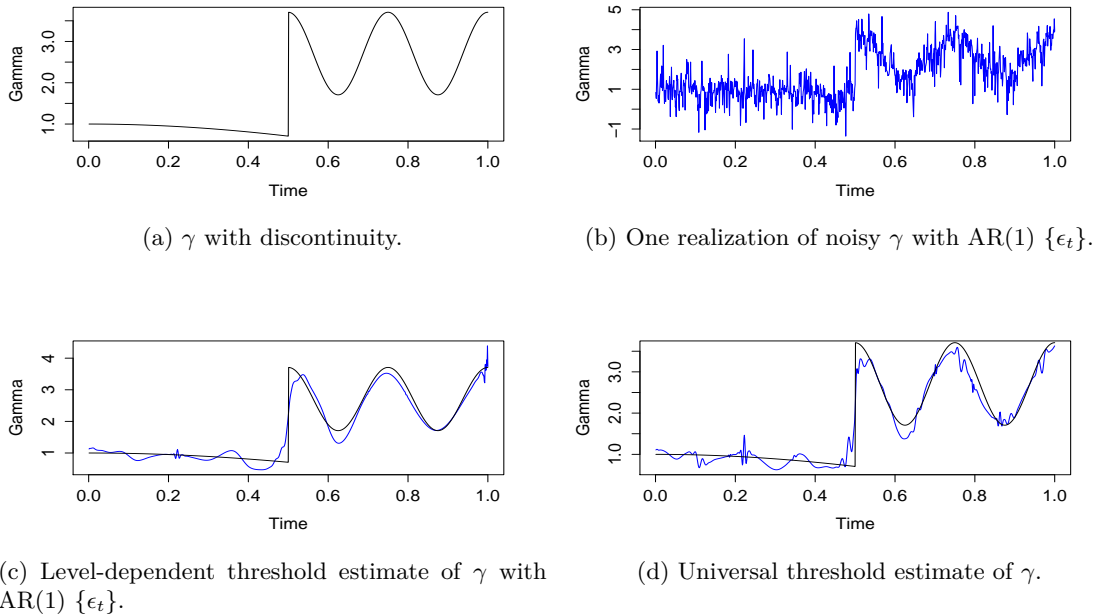 Gamma
1.0 2.0 3.0
0.0 0.2 0.4 0.6 0.8 1.0
Time
(a) γ with discontinuity.
Gamma
−1 1 3 5
0.0 0.2 0.4 0.6 0.8 1.0
Time
(b) One realization of noisy γ with AR(1) {ϵt}.
Gamma
1 2 3 4
0.0 0.2 0.4 0.6 0.8 1.0
Time
(c) Level-dependent threshold estimate of γ with
AR(1) {ϵt}.
Gamma
1.0 2.0 3.0
0.0 0.2 0.4 0.6 0.8 1.0
Time
(d) Universal threshold estimate of γ.